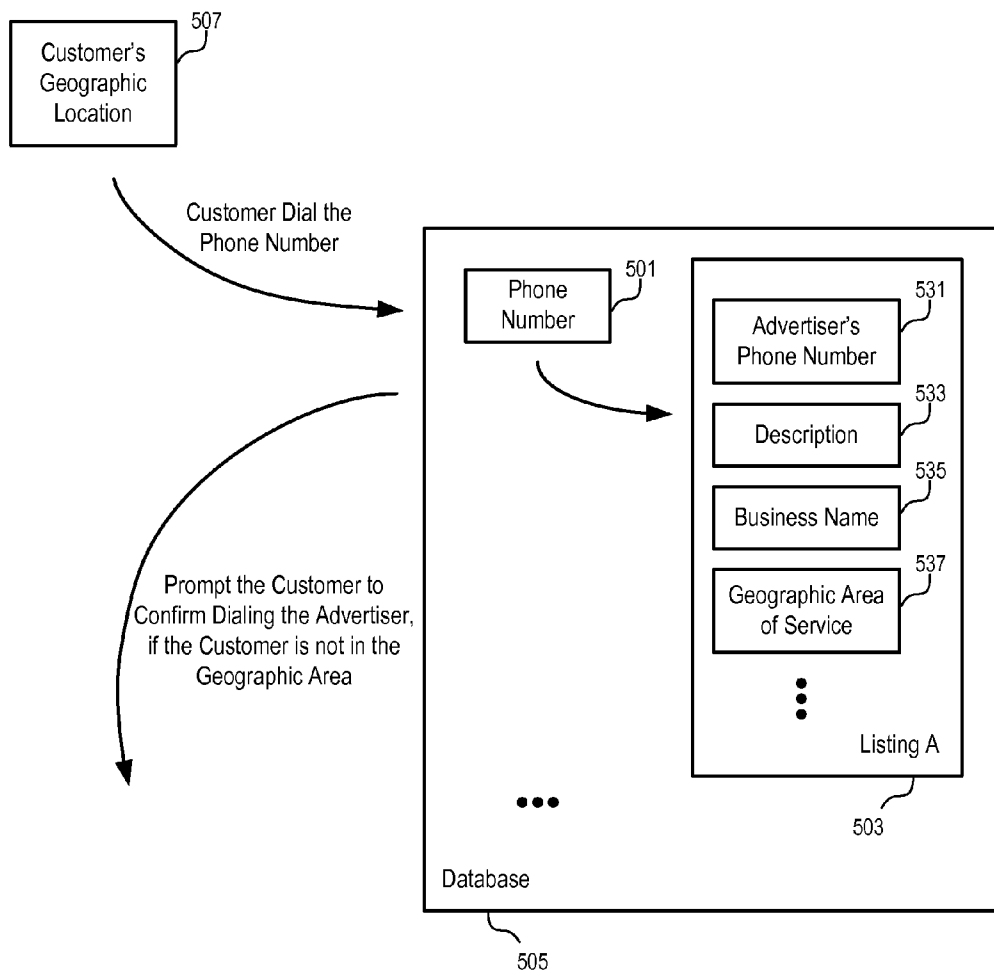 507
Customer's
Geographic
Location
Customer Dial the
Phone Number
Phone
Number
501
531
Advertiser's
Phone Number
533
Description
535
Business Name
537
Geographic Area
of Service
Listing A
503
Prompt the Customer to
Confirm Dialing the Advertiser,
if the Customer is not in the
Geographic Area
Database
505